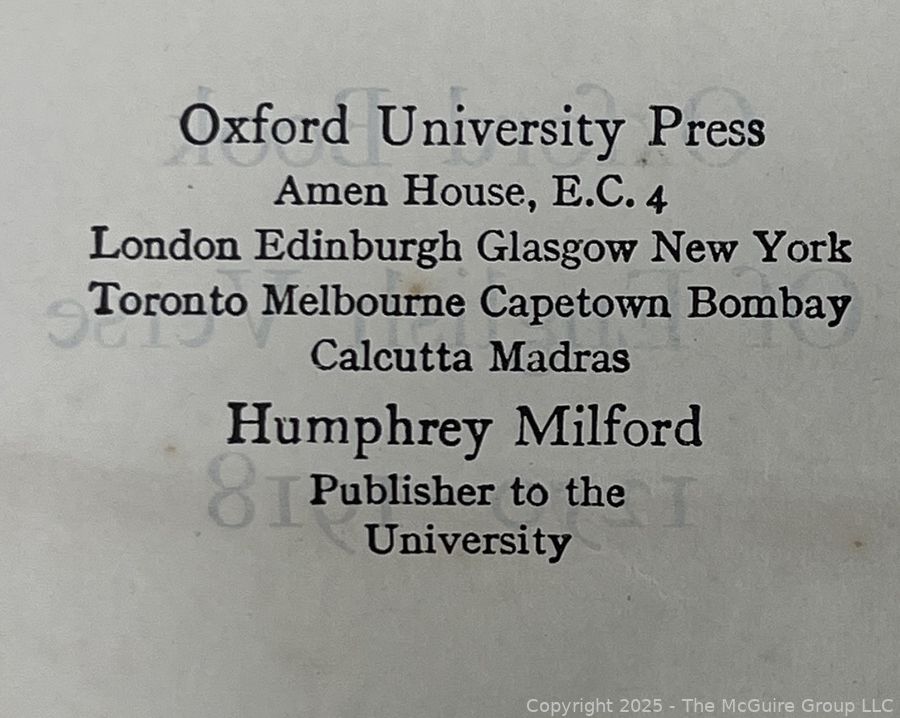 Oxford University Press
Amen House, E.C. 4
London Edinburgh Glasgow New York
Toronto Melbourne Capetown Bombay
Calcutta Madras
Humphrey Milford
Publisher to the
University
Copyright 2025 - The McGuire Group LLC